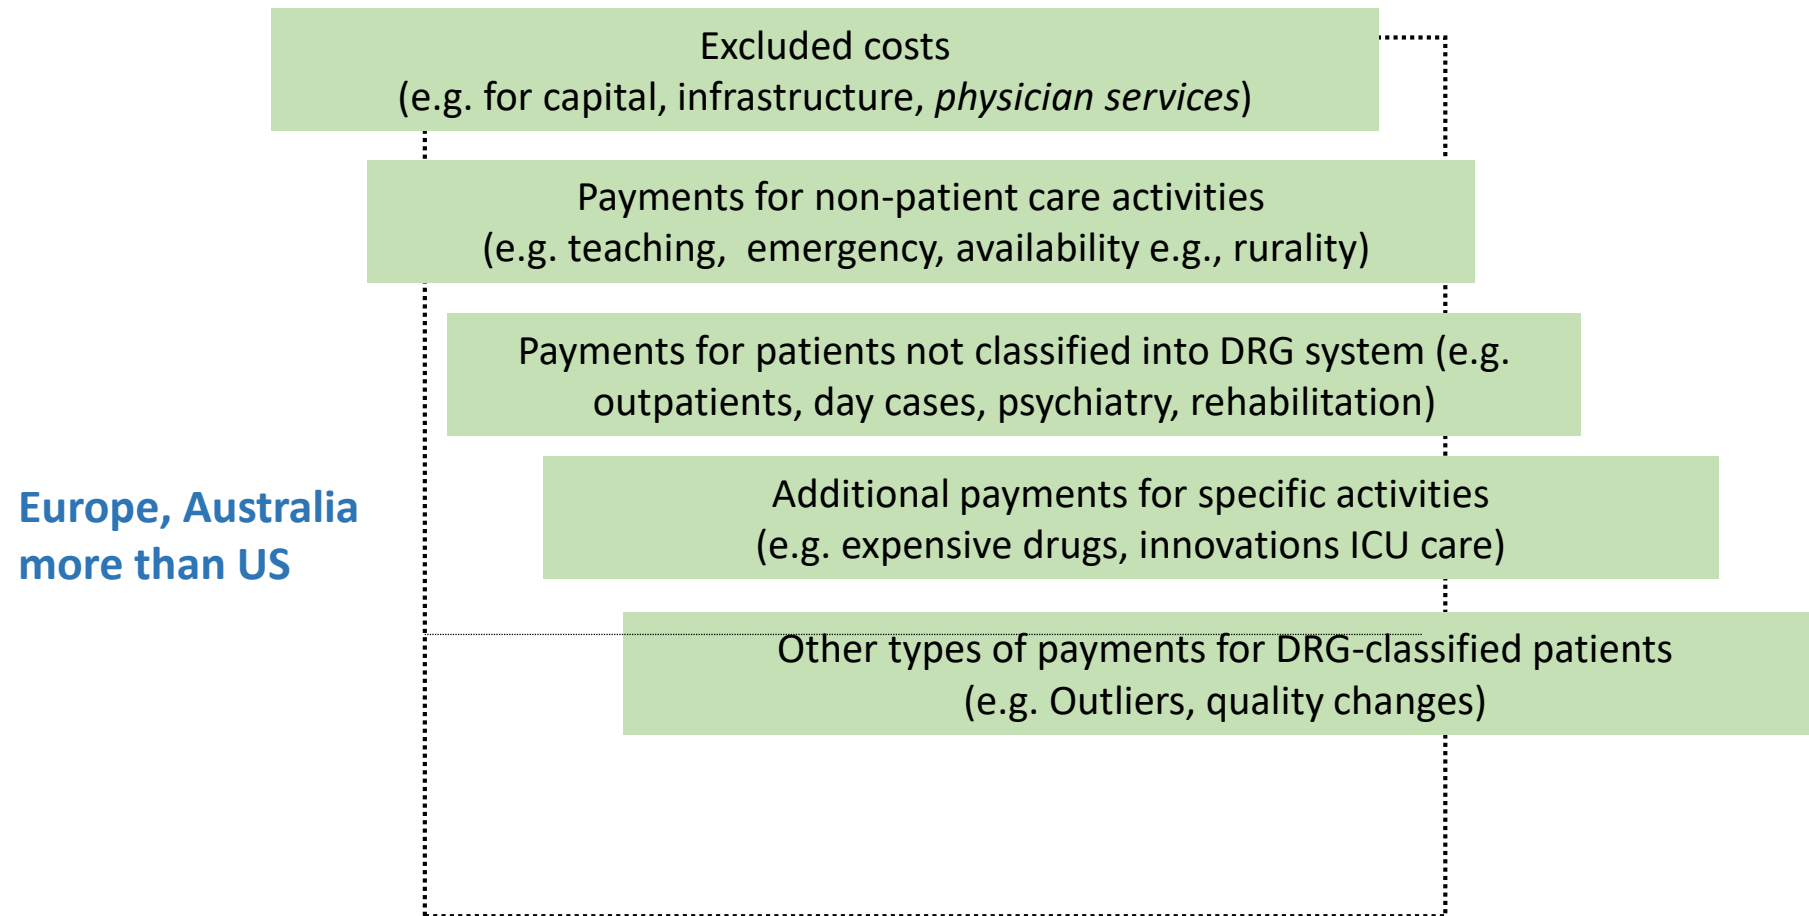 Excluded costs
(e.g. for capital, infrastructure, physician services)
Payments for non-patient care activities
(e.g. teaching,  emergency, availability e.g., rurality)
Payments for patients not classified into DRG system (e.g.
outpatients, day cases, psychiatry, rehabilitation)
Additional payments for specific activities
(e.g. expensive drugs, innovations ICU care)
Europe, Australia
more than US
Other types of payments for DRG-classified patients
(e.g. Outliers, quality changes)